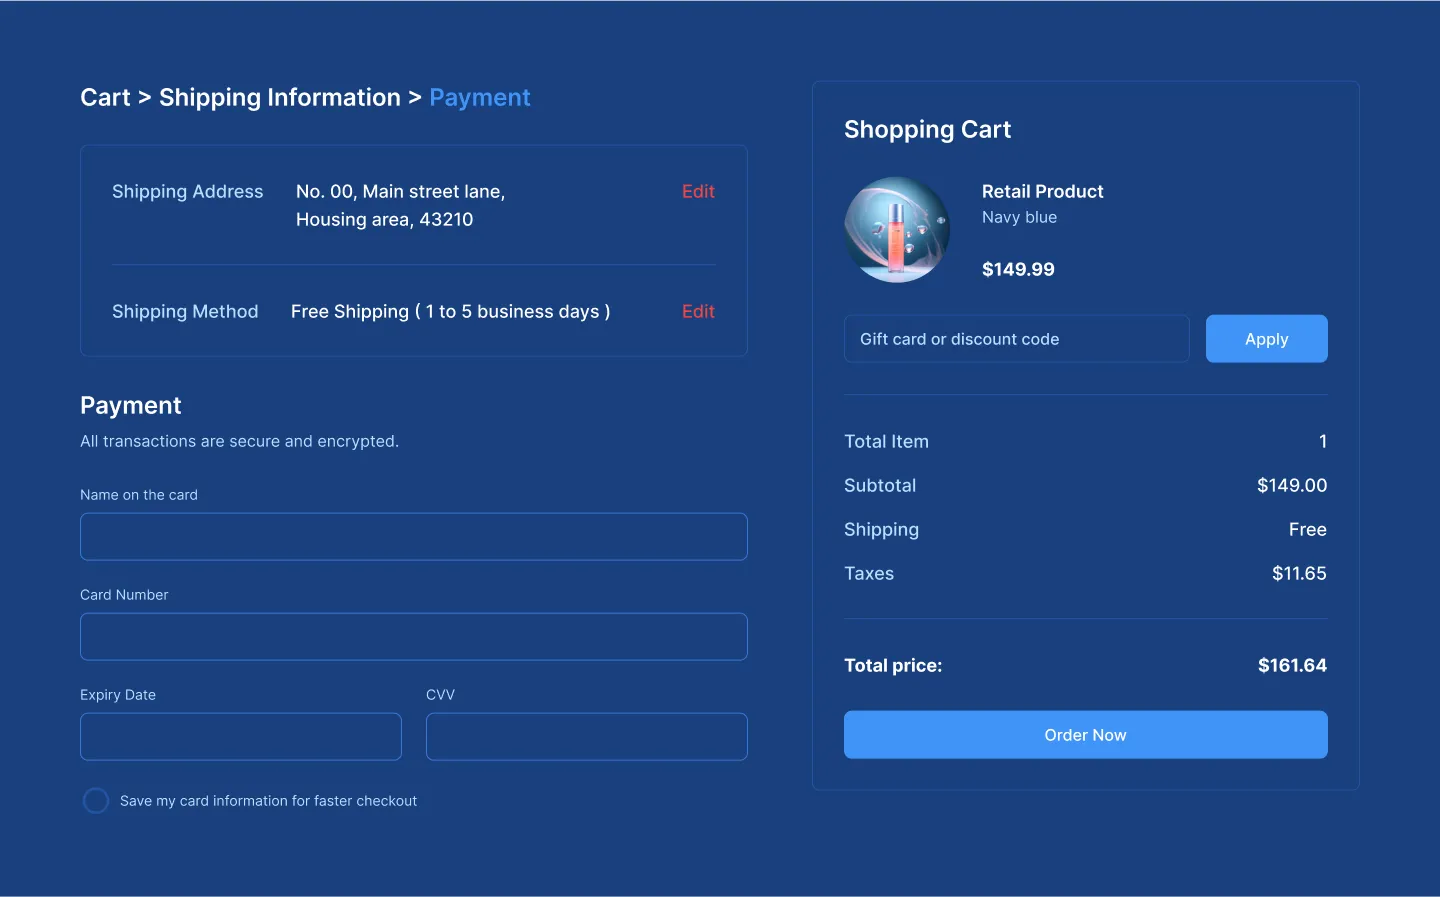 Cart > Shipping Information > Payment
Shipping Address
No. 00, Main street lane,
Housing area, 43210
Edit
Shipping Method
Free Shipping ( 1 to 5 business days )
Edit
Payment
All transactions are secure and encrypted.
Name on the card
Card Number
Expiry Date
CVV
Save my card information for faster checkout
Shopping Cart
Retail Product
Navy blue
$149.99
Gift card or discount code
Apply
Total Item 1
Subtotal $149.00
Shipping Free
Taxes $11.65
Total price: $161.64
Order Now